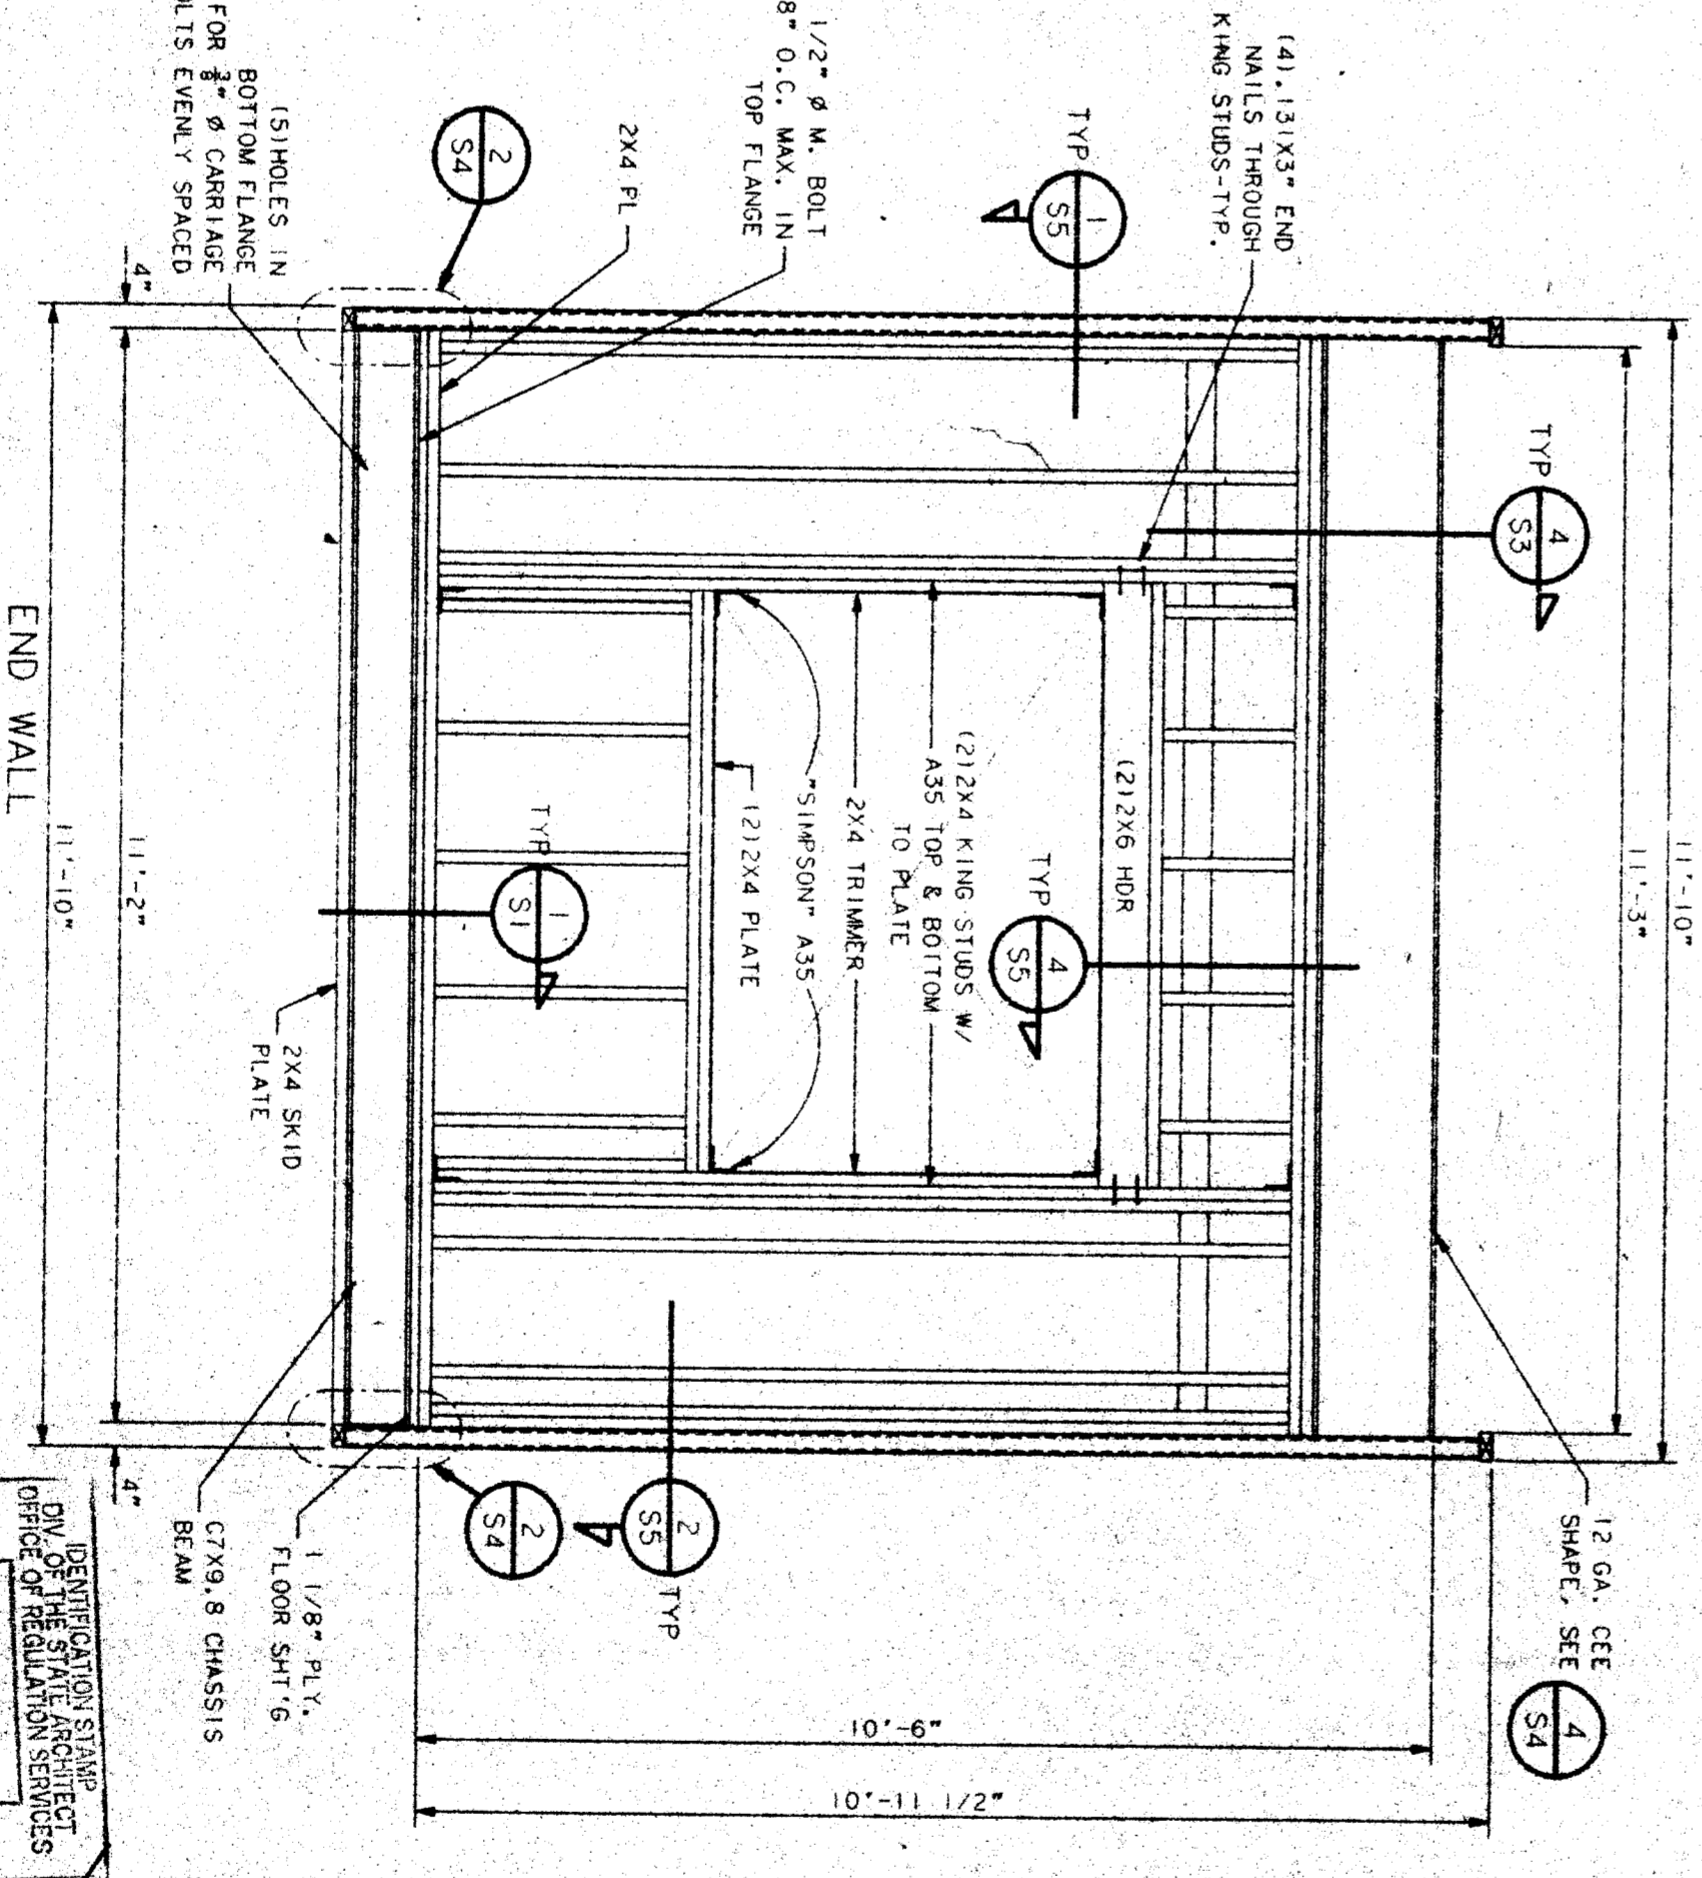 11'-10"
11'-3"
12 GA. CEE
SHAPE, SEE
4
S4
TYP
4
S3
(4).131X3" END
NAILS THROUGH
KING STUDS-TYP.
TYP
1
S5
(2)2X6 HDR
TYP
4
S5
(2)2X4 KING STUDS W/
A35 TOP & BOTTOM
TO PLATE
2X4 TRIMMER
"SIMPSON" A35
(2)2X4 PLATE
1/2" Ø M. BOLT
8" O.C. MAX. IN
TOP FLANGE
2X4 PL
2
S5
TYP
10'-6"
10'-11 1/2"
TYP
1
S1
2
S4
2
S4
(5)HOLES IN
BOTTOM FLANGE
FOR 3/8" Ø CARRIAGE
LTS EVENLY SPACED
2X4 SKID
PLATE
1 1/8" PLY.
FLOOR SHT'G
C7X9.8 CHASSIS
BEAM
4"
11'-2"
4"
11'-10"
END WALL
IDENTIFICATION STAMP
DIV. OF THE STATE ARCHITECT
OFFICE OF REGULATION SERVICES